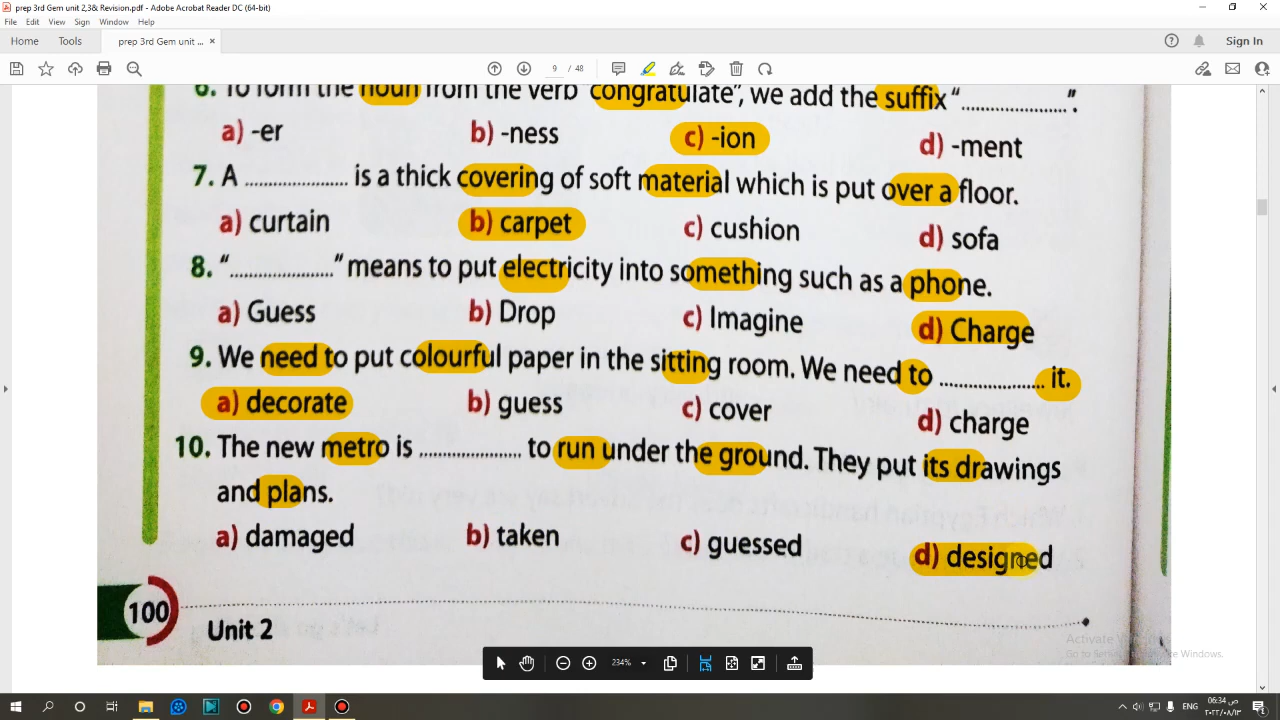 prep 3rd Gem unit 2,3& Revision.pdf - Adobe Acrobat Reader DC (64-bit)
File Edit View Sign Window Help
Home Tools prep 3rd Gem unit ... × Sign In
9 / 48
6. To form the noun from the verb "congratulate", we add the suffix "....................".
a) -er b) -ness c) -ion d) -ment
7. A .................... is a thick covering of soft material which is put over a floor.
a) curtain b) carpet c) cushion d) sofa
8. "...................." means to put electricity into something such as a phone.
a) Guess b) Drop c) Imagine d) Charge
9. We need to put colourful paper in the sitting room. We need to .................... it.
a) decorate b) guess c) cover d) charge
10. The new metro is .................... to run under the ground. They put its drawings
and plans.
a) damaged b) taken c) guessed d) designed
100
Unit 2
234%
ENG
06:34 ص
٢٠٢٢/٠٨/١٣